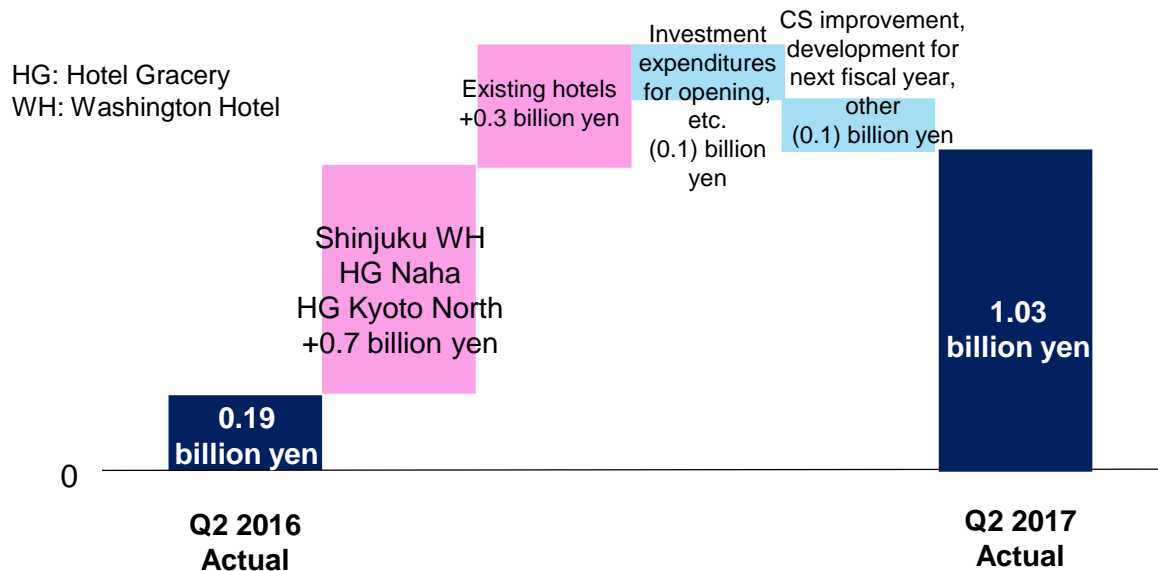 HG: Hotel Gracery
WH: Washington Hotel
Existing hotels
+0.3 billion yen
Investment
expenditures
for opening,
etc.
(0.1) billion
yen
CS improvement,
development for
next fiscal year,
other
(0.1) billion yen
Shinjuku WH
HG Naha
HG Kyoto North
+0.7 billion yen
0.19
billion yen
1.03
billion yen
0
Q2 2016
Actual
Q2 2017
Actual